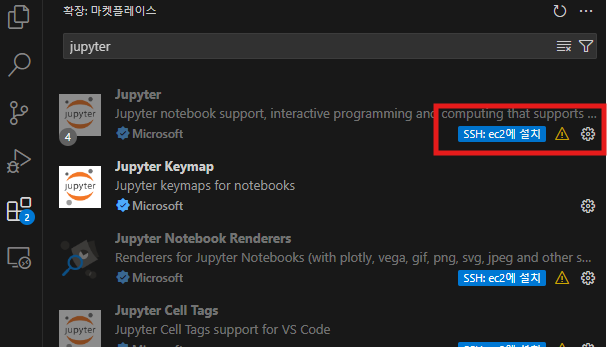 확장: 마켓플레이스
jupyter
Jupyter
Jupyter notebook support, interactive programming and computing that supports ...
Microsoft
SSH: ec2에 설치
4
Jupyter Keymap
Jupyter keymaps for notebooks
Microsoft
jupyter
2
Jupyter Notebook Renderers
Renderers for Jupyter Notebooks (with plotly, vega, gif, png, svg, jpeg and other s...
Microsoft
SSH: ec2에 설치
Jupyter Cell Tags
Jupyter Cell Tags support for VS Code
jupyter
Microsoft